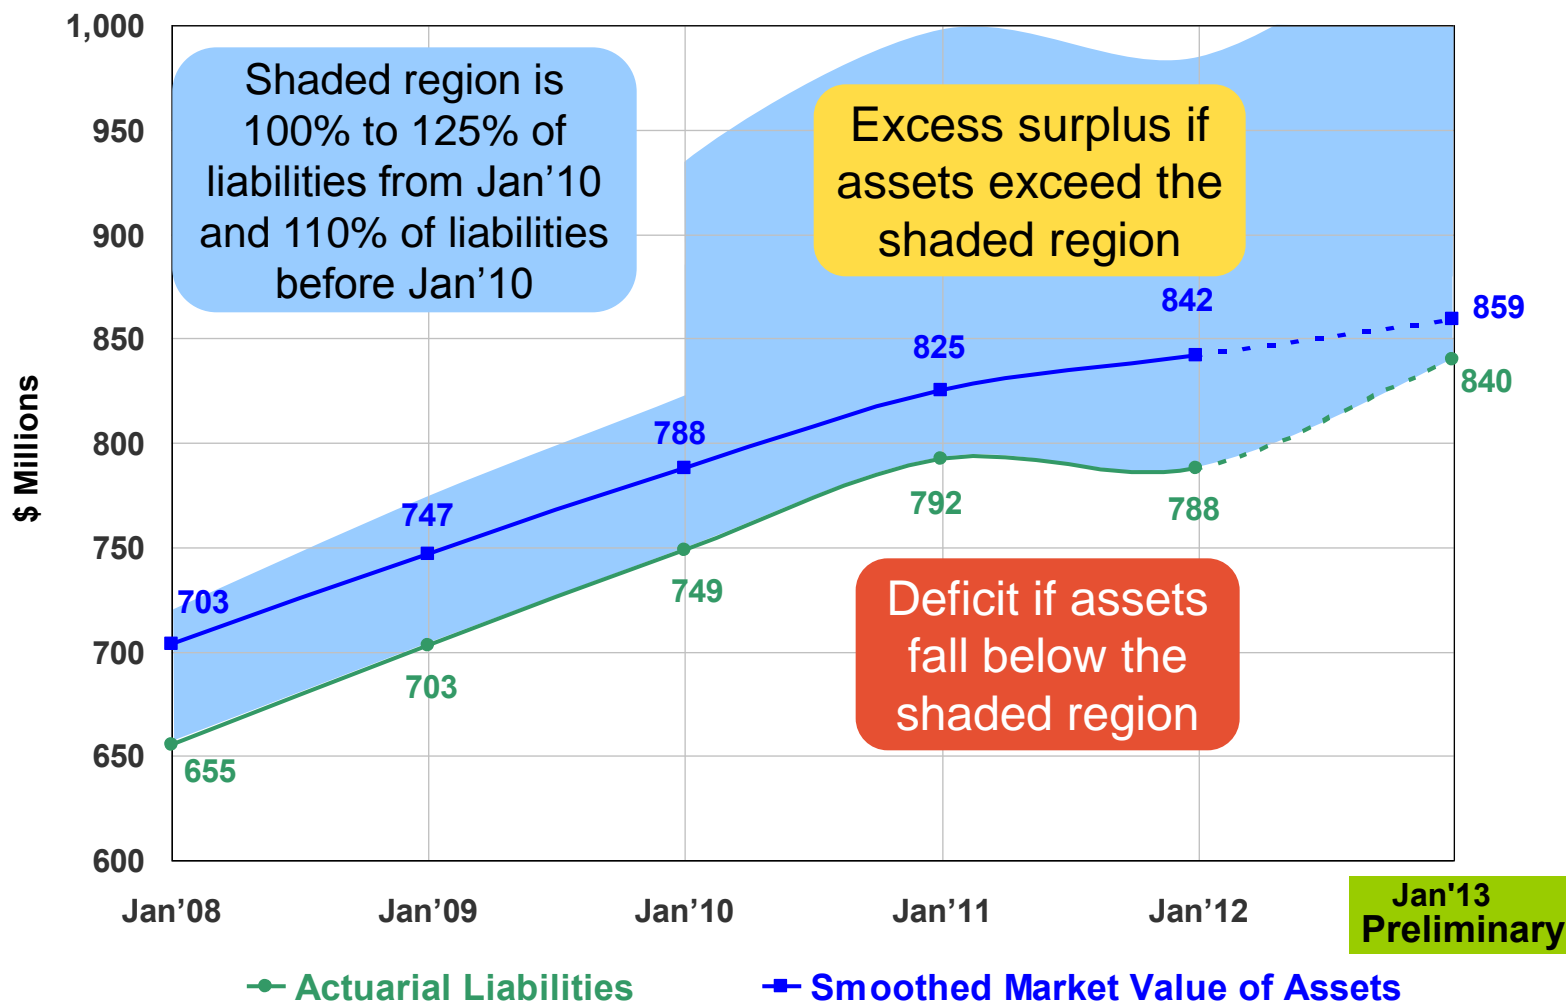 1,000
950
900
850
800
750
700
650
600
$ Millions
Shaded region is
100% to 125% of
liabilities from Jan’10
and 110% of liabilities
before Jan’10
Excess surplus if
assets exceed the
shaded region
Deficit if assets
fall below the
shaded region
703
747
788
825
842
859
655
703
749
792
788
840
Jan’08
Jan’09
Jan’10
Jan’11
Jan’12
Jan'13
Preliminary
Actuarial Liabilities
Smoothed Market Value of Assets